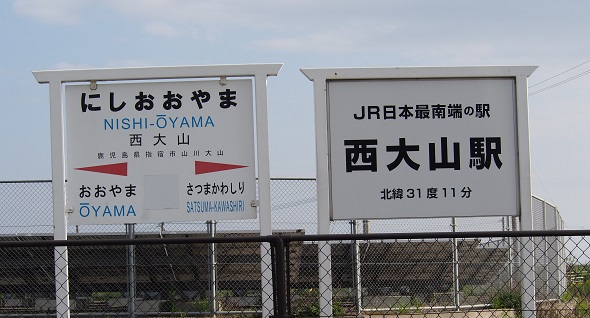 にしおおやま
NISHI-ŌYAMA
西大山
鹿児島県指宿市山川大山
おおやま さつまかわしり
ŌYAMA SATSUMA-KAWASHIRI
JR日本最南端の駅
西大山駅
北緯31度11分